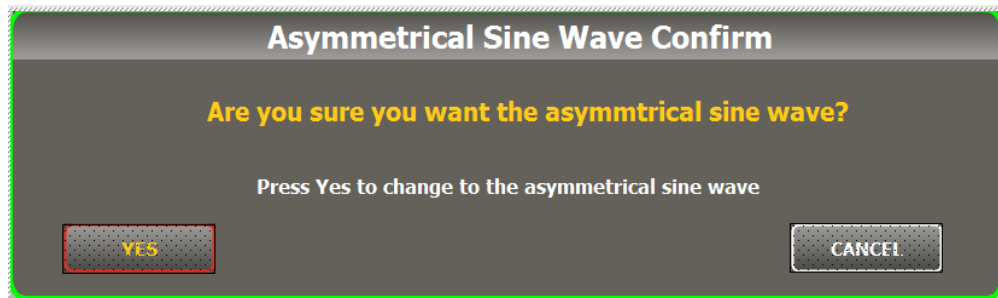 Asymmetrical Sine Wave Confirm
Are you sure you want the asymmtrical sine wave?
Press Yes to change to the asymmetrical sine wave
YES
CANCEL